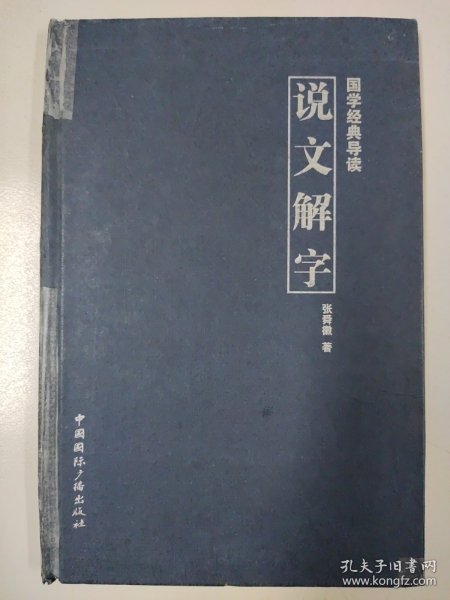 国学经典导读
说文解字
张舜徽 著
中国国际广播出版社
孔夫子旧书网
www.kongfz.com